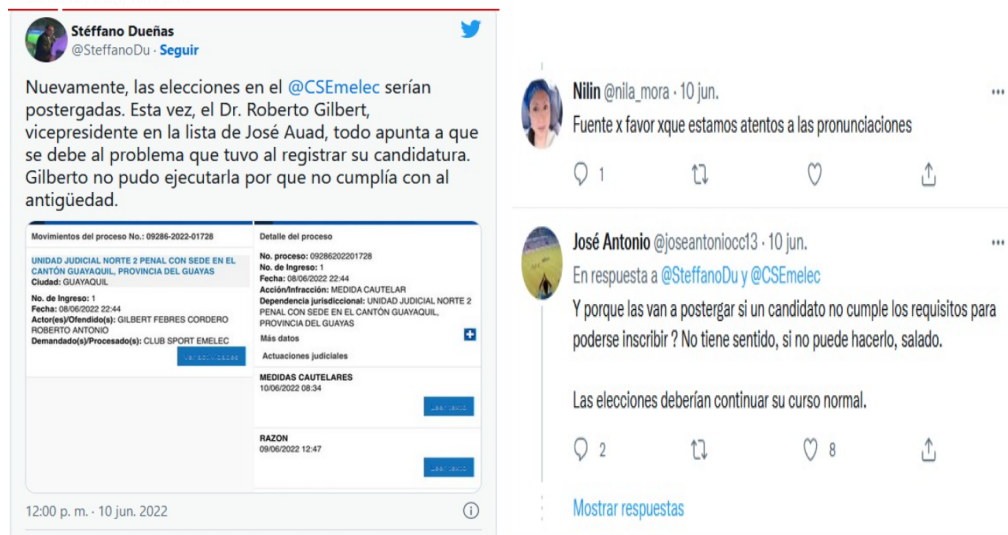 Stéffano Dueñas
@SteffanoDu · Seguir
Nuevamente, las elecciones en el @CSEmelec serían
postergadas. Esta vez, el Dr. Roberto Gilbert,
vicepresidente en la lista de José Auad, todo apunta a que
se debe al problema que tuvo al registrar su candidatura.
Gilberto no pudo ejecutarla por que no cumplía con al
antigüedad.
Movimientos del proceso No.: 09286-2022-01728
UNIDAD JUDICIAL NORTE 2 PENAL CON SEDE EN EL
CANTÓN GUAYAQUIL, PROVINCIA DEL GUAYAS
Ciudad: GUAYAQUIL
No. de Ingreso: 1
Fecha: 08/06/2022 22:44
Actor(es)/Ofendido(s): GILBERT FEBRES CORDERO
ROBERTO ANTONIO
Demandado(s)/Procesado(s): CLUB SPORT EMELEC
Ver actividades
Detalle del proceso
No. proceso: 09286202201728
No. de Ingreso: 1
Fecha: 08/06/2022 22:44
Acción/Infracción: MEDIDA CAUTELAR
Dependencia jurisdiccional: UNIDAD JUDICIAL NORTE 2
PENAL CON SEDE EN EL CANTÓN GUAYAQUIL,
PROVINCIA DEL GUAYAS
Más datos
Actuaciones judiciales
MEDIDAS CAUTELARES
10/06/2022 08:34
Leer texto
RAZON
09/06/2022 12:47
Leer texto
12:00 p. m. · 10 jun. 2022
Nilin @nila_mora · 10 jun.
Fuente x favor xque estamos atentos a las pronunciaciones
1
José Antonio @joseantoniocc13 · 10 jun.
En respuesta a @SteffanoDu y @CSEmelec
Y porque las van a postergar si un candidato no cumple los requisitos para
poderse inscribir ? No tiene sentido, si no puede hacerlo, salado.
Las elecciones deberían continuar su curso normal.
2 8
Mostrar respuestas